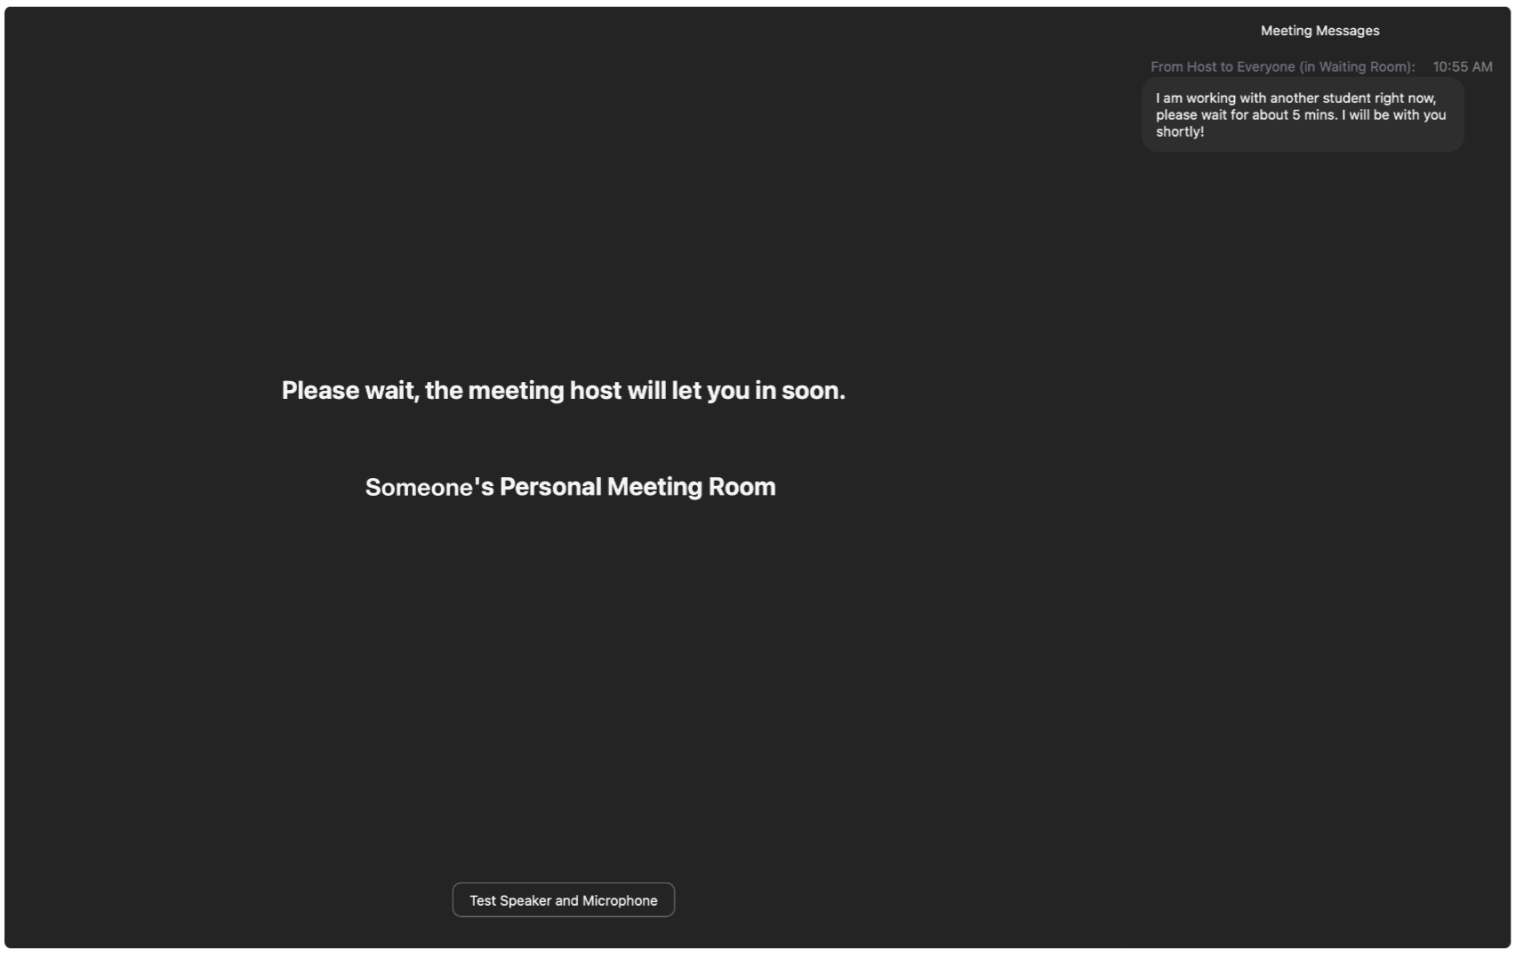 Meeting Messages
From Host to Everyone (in Waiting Room): 10:55 AM
I am working with another student right now,
please wait for about 5 mins. I will be with you
shortly!
Please wait, the meeting host will let you in soon.
Someone's Personal Meeting Room
Test Speaker and Microphone